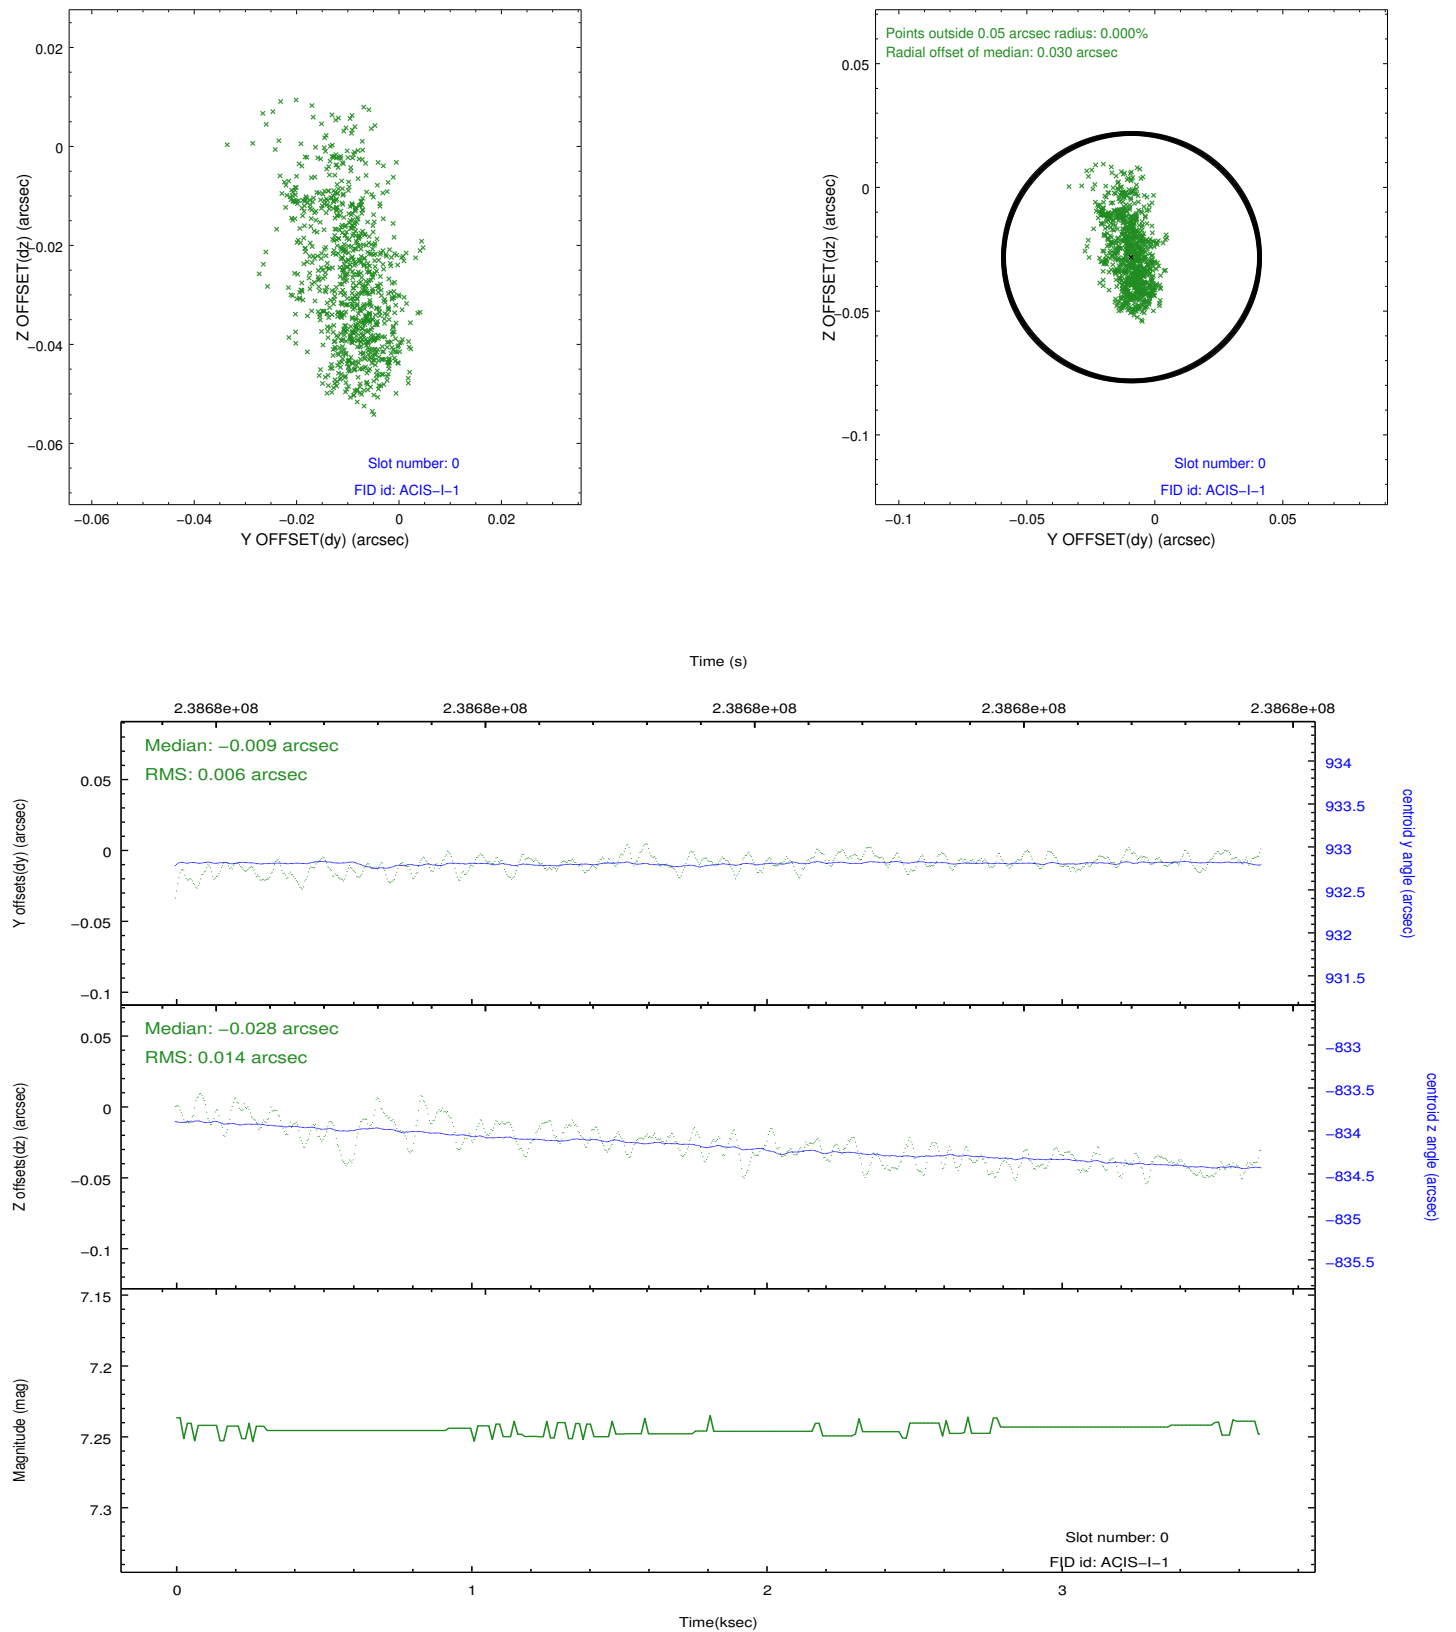 0.02
0
−0.02
−0.04
−0.06
Z OFFSET(dz) (arcsec)
Slot number: 0
FID id: ACIS−I−1
−0.06 −0.04 −0.02 0 0.02
Y OFFSET(dy) (arcsec)
Points outside 0.05 arcsec radius: 0.000%
Radial offset of median: 0.030 arcsec
0.05
0
−0.05
−0.1
Z OFFSET(dz) (arcsec)
Slot number: 0
FID id: ACIS−I−1
−0.1 −0.05 0 0.05
Y OFFSET(dy) (arcsec)
Time (s)
2.3868e+08 2.3868e+08 2.3868e+08 2.3868e+08 2.3868e+08
Median: −0.009 arcsec
RMS: 0.006 arcsec
0.05
0
−0.05
−0.1
Y offsets(dy) (arcsec)
934
933.5
933
932.5
932
931.5
centroid y angle (arcsec)
Median: −0.028 arcsec
RMS: 0.014 arcsec
0.05
0
−0.05
−0.1
Z offsets(dz) (arcsec)
−833
−833.5
−834
−834.5
−835
−835.5
centroid z angle (arcsec)
7.15
7.2
7.25
7.3
Magnitude (mag)
Slot number: 0
FID id: ACIS−I−1
0 1 2 3
Time(ksec)